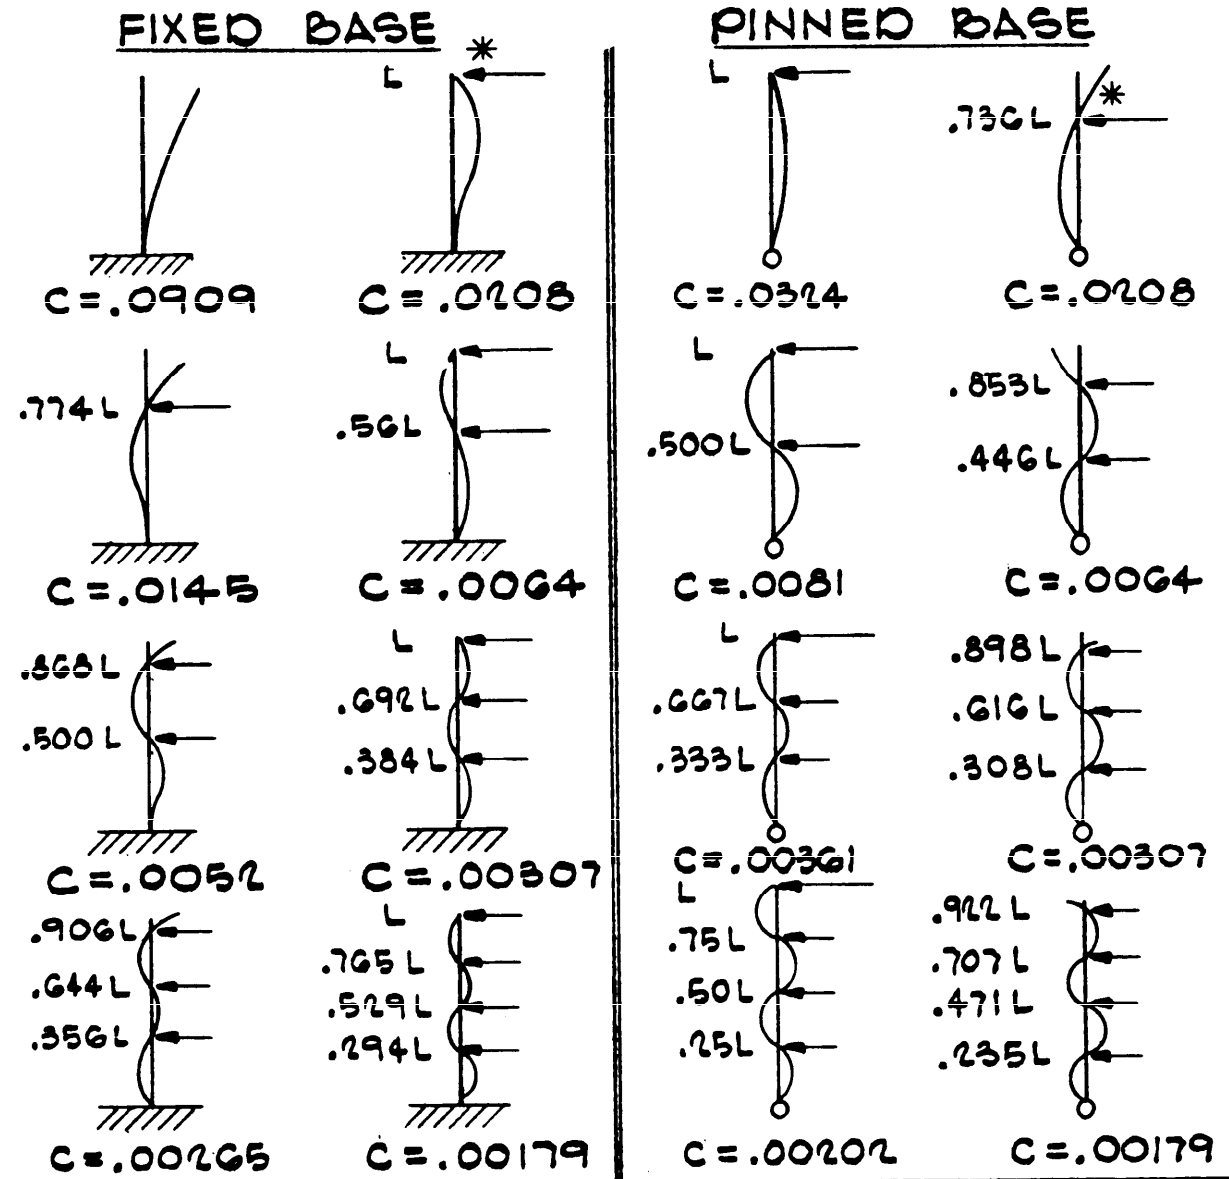 FIXED BASE
L *
C=.0909
C=.0208
.774L
L
.56L
C=.0145
C=.0064
.868L
.500L
L
.692L
.384L
C=.0052
C=.00307
.906L
.644L
.356L
L
.765L
.529L
.294L
C=.00265
C=.00179
PINNED BASE
L
.736L *
C=.0324
C=.0208
L
.500L
.853L
.446L
C=.0081
C=.0064
L
.667L
.333L
.898L
.616L
.308L
C=.00361
C=.00307
L
.75L
.50L
.25L
.922L
.707L
.471L
.235L
C=.00202
C=.00179